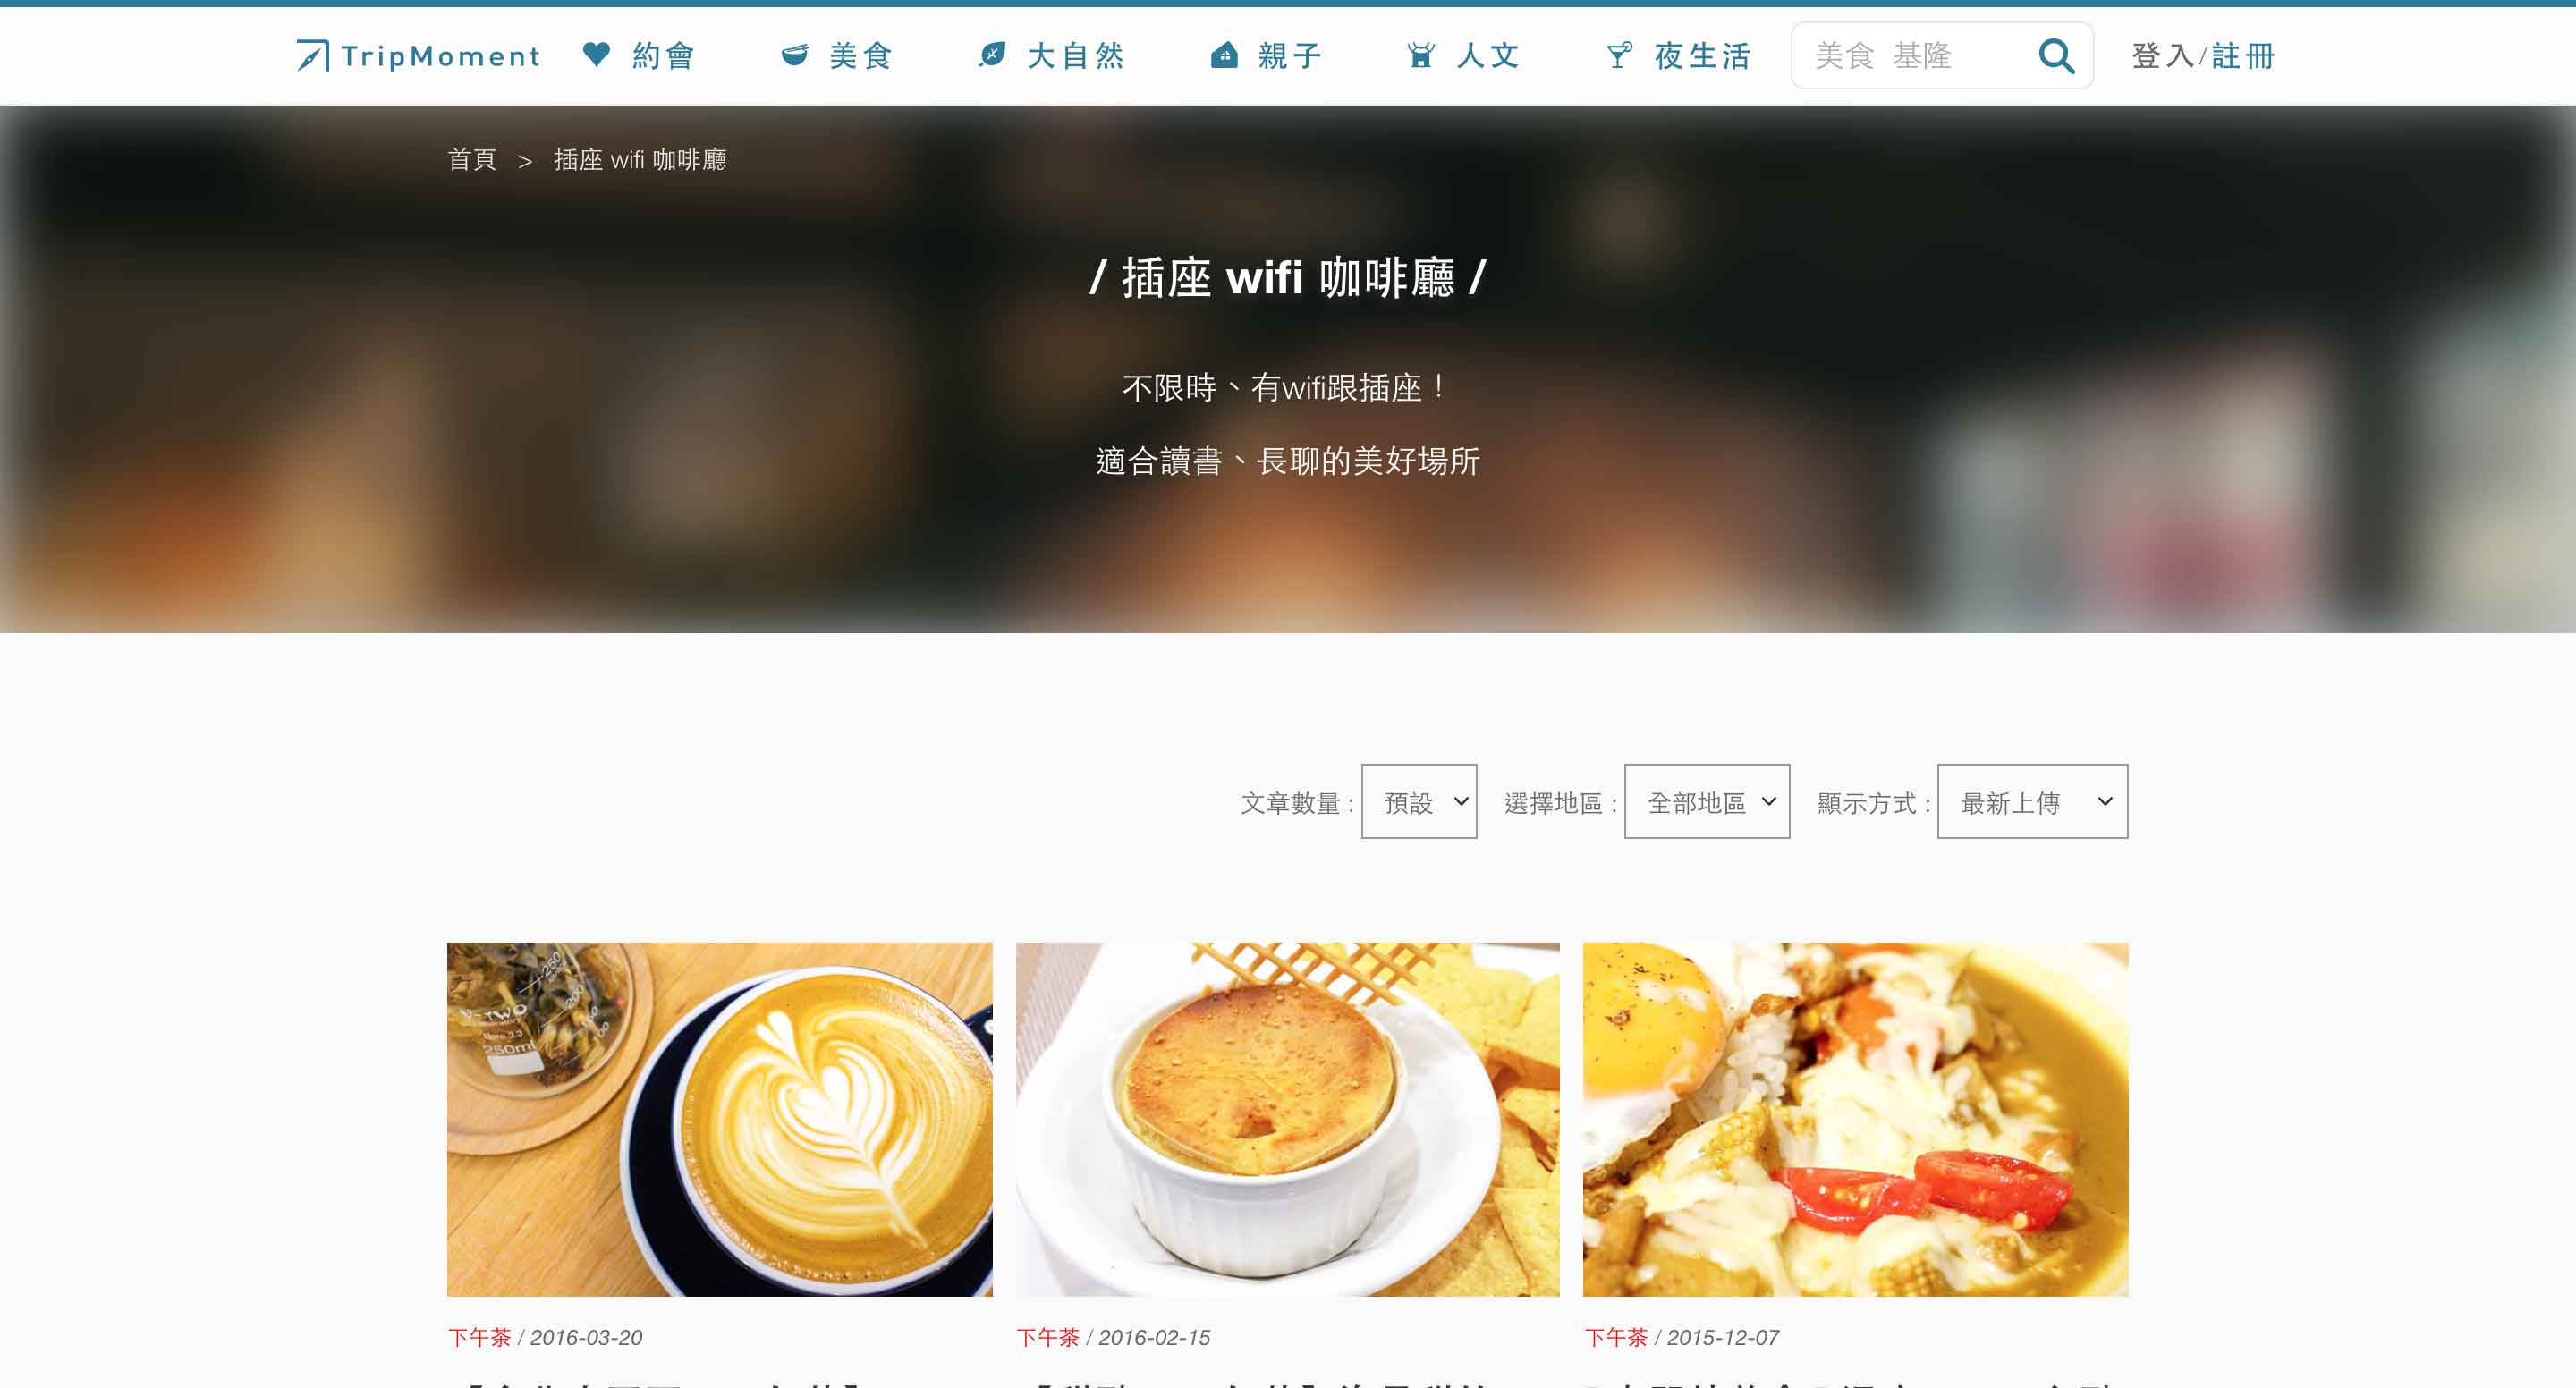 TripMoment 約會 美食 大自然 親子 人文 夜生活 美食 基隆 登入/註冊
首頁 > 插座 wifi 咖啡廳
/ 插座 wifi 咖啡廳 /
不限時、有wifi跟插座！
適合讀書、長聊的美好場所
文章數量 : 預設 選擇地區 : 全部地區 顯示方式 : 最新上傳
250
200
250ml
下午茶 / 2016-03-20
下午茶 / 2016-02-15
下午茶 / 2015-12-07